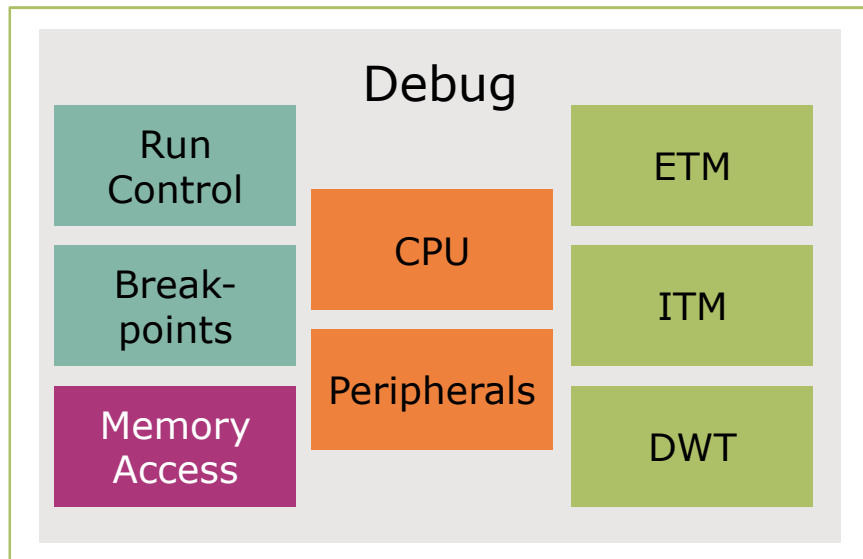 Debug
Run
Control
Break-
points
Memory
Access
CPU
Peripherals
ETM
ITM
DWT